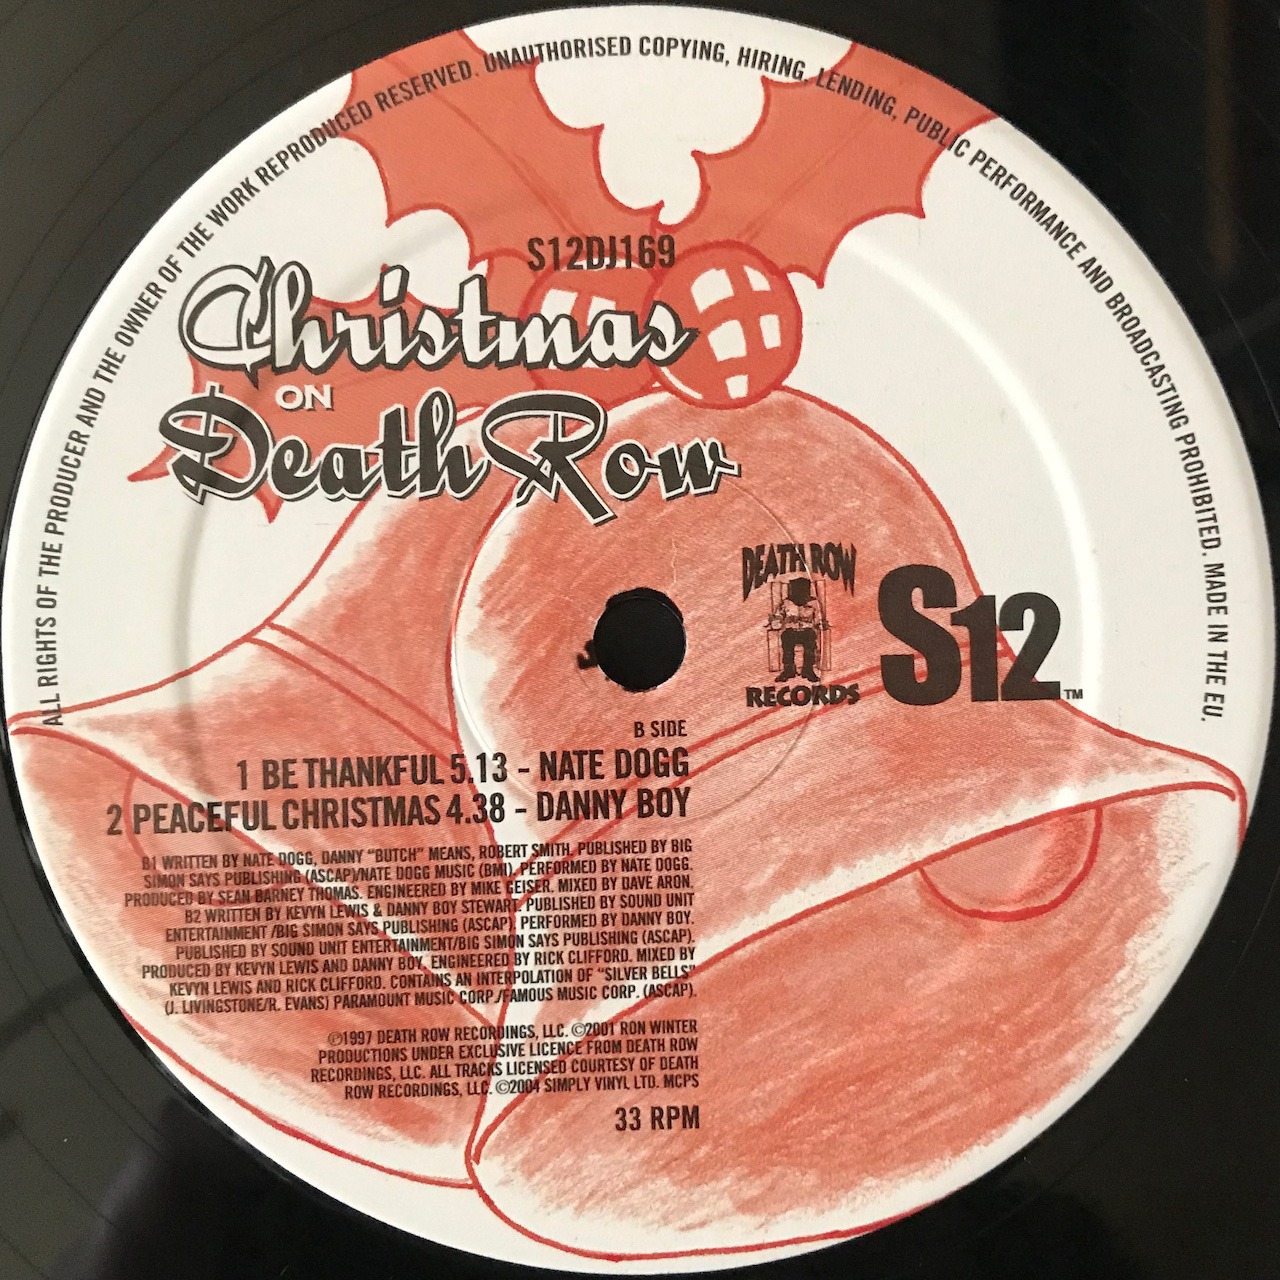 ALL RIGHTS OF THE PRODUCER AND THE OWNER OF THE WORK REPRODUCED RESERVED. UNAUTHORISED COPYING, HIRING, LENDING, PUBLIC PERFORMANCE AND BROADCASTING PROHIBITED. MADE IN THE EU.
S12DJ169
Christmas
ON
Death Row
DEATH ROW
RECORDS
S12™
B SIDE
1 BE THANKFUL 5.13 - NATE DOGG
2 PEACEFUL CHRISTMAS 4.38 - DANNY BOY
B1 WRITTEN BY NATE DOGG, DANNY "BUTCH" MEANS, ROBERT SMITH. PUBLISHED BY BIG
SIMON SAYS PUBLISHING (ASCAP)/NATE DOGG MUSIC (BMI). PERFORMED BY NATE DOGG.
PRODUCED BY SEAN BARNEY THOMAS. ENGINEERED BY MIKE GEISER. MIXED BY DAVE ARON.
B2 WRITTEN BY KEVYN LEWIS & DANNY BOY STEWART. PUBLISHED BY SOUND UNIT
ENTERTAINMENT /BIG SIMON SAYS PUBLISHING (ASCAP). PERFORMED BY DANNY BOY.
PUBLISHED BY SOUND UNIT ENTERTAINMENT/BIG SIMON SAYS PUBLISHING (ASCAP).
PRODUCED BY KEVYN LEWIS AND DANNY BOY. ENGINEERED BY RICK CLIFFORD. MIXED BY
KEVYN LEWIS AND RICK CLIFFORD. CONTAINS AN INTERPOLATION OF "SILVER BELLS"
(J. LIVINGSTONE/R. EVANS) PARAMOUNT MUSIC CORP./FAMOUS MUSIC CORP. (ASCAP).
℗1997 DEATH ROW RECORDINGS, LLC. ©2001 RON WINTER
PRODUCTIONS UNDER EXCLUSIVE LICENCE FROM DEATH ROW
RECORDINGS, LLC. ALL TRACKS LICENSED COURTESY OF DEATH
ROW RECORDINGS, LLC. ©2004 SIMPLY VINYL LTD. MCPS
33 RPM